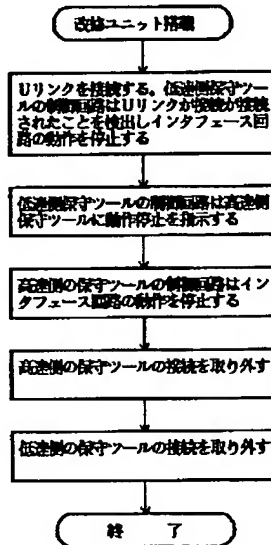 改修ユニット搭載
Uリンクを接続する。低速側保守ツー
ルの制御回路はUリンクが接続が接続
されたことを検出しインタフェース回
路の動作を停止する
低速側保守ツールの制御回路は高速側
保守ツールに動作停止を指示する
高速側の保守ツールの制御回路はイン
タフェース回路の動作を停止する
高速側の保守ツールの接続を取り外す
低速側の保守ツールの接続を取り外す
終 了